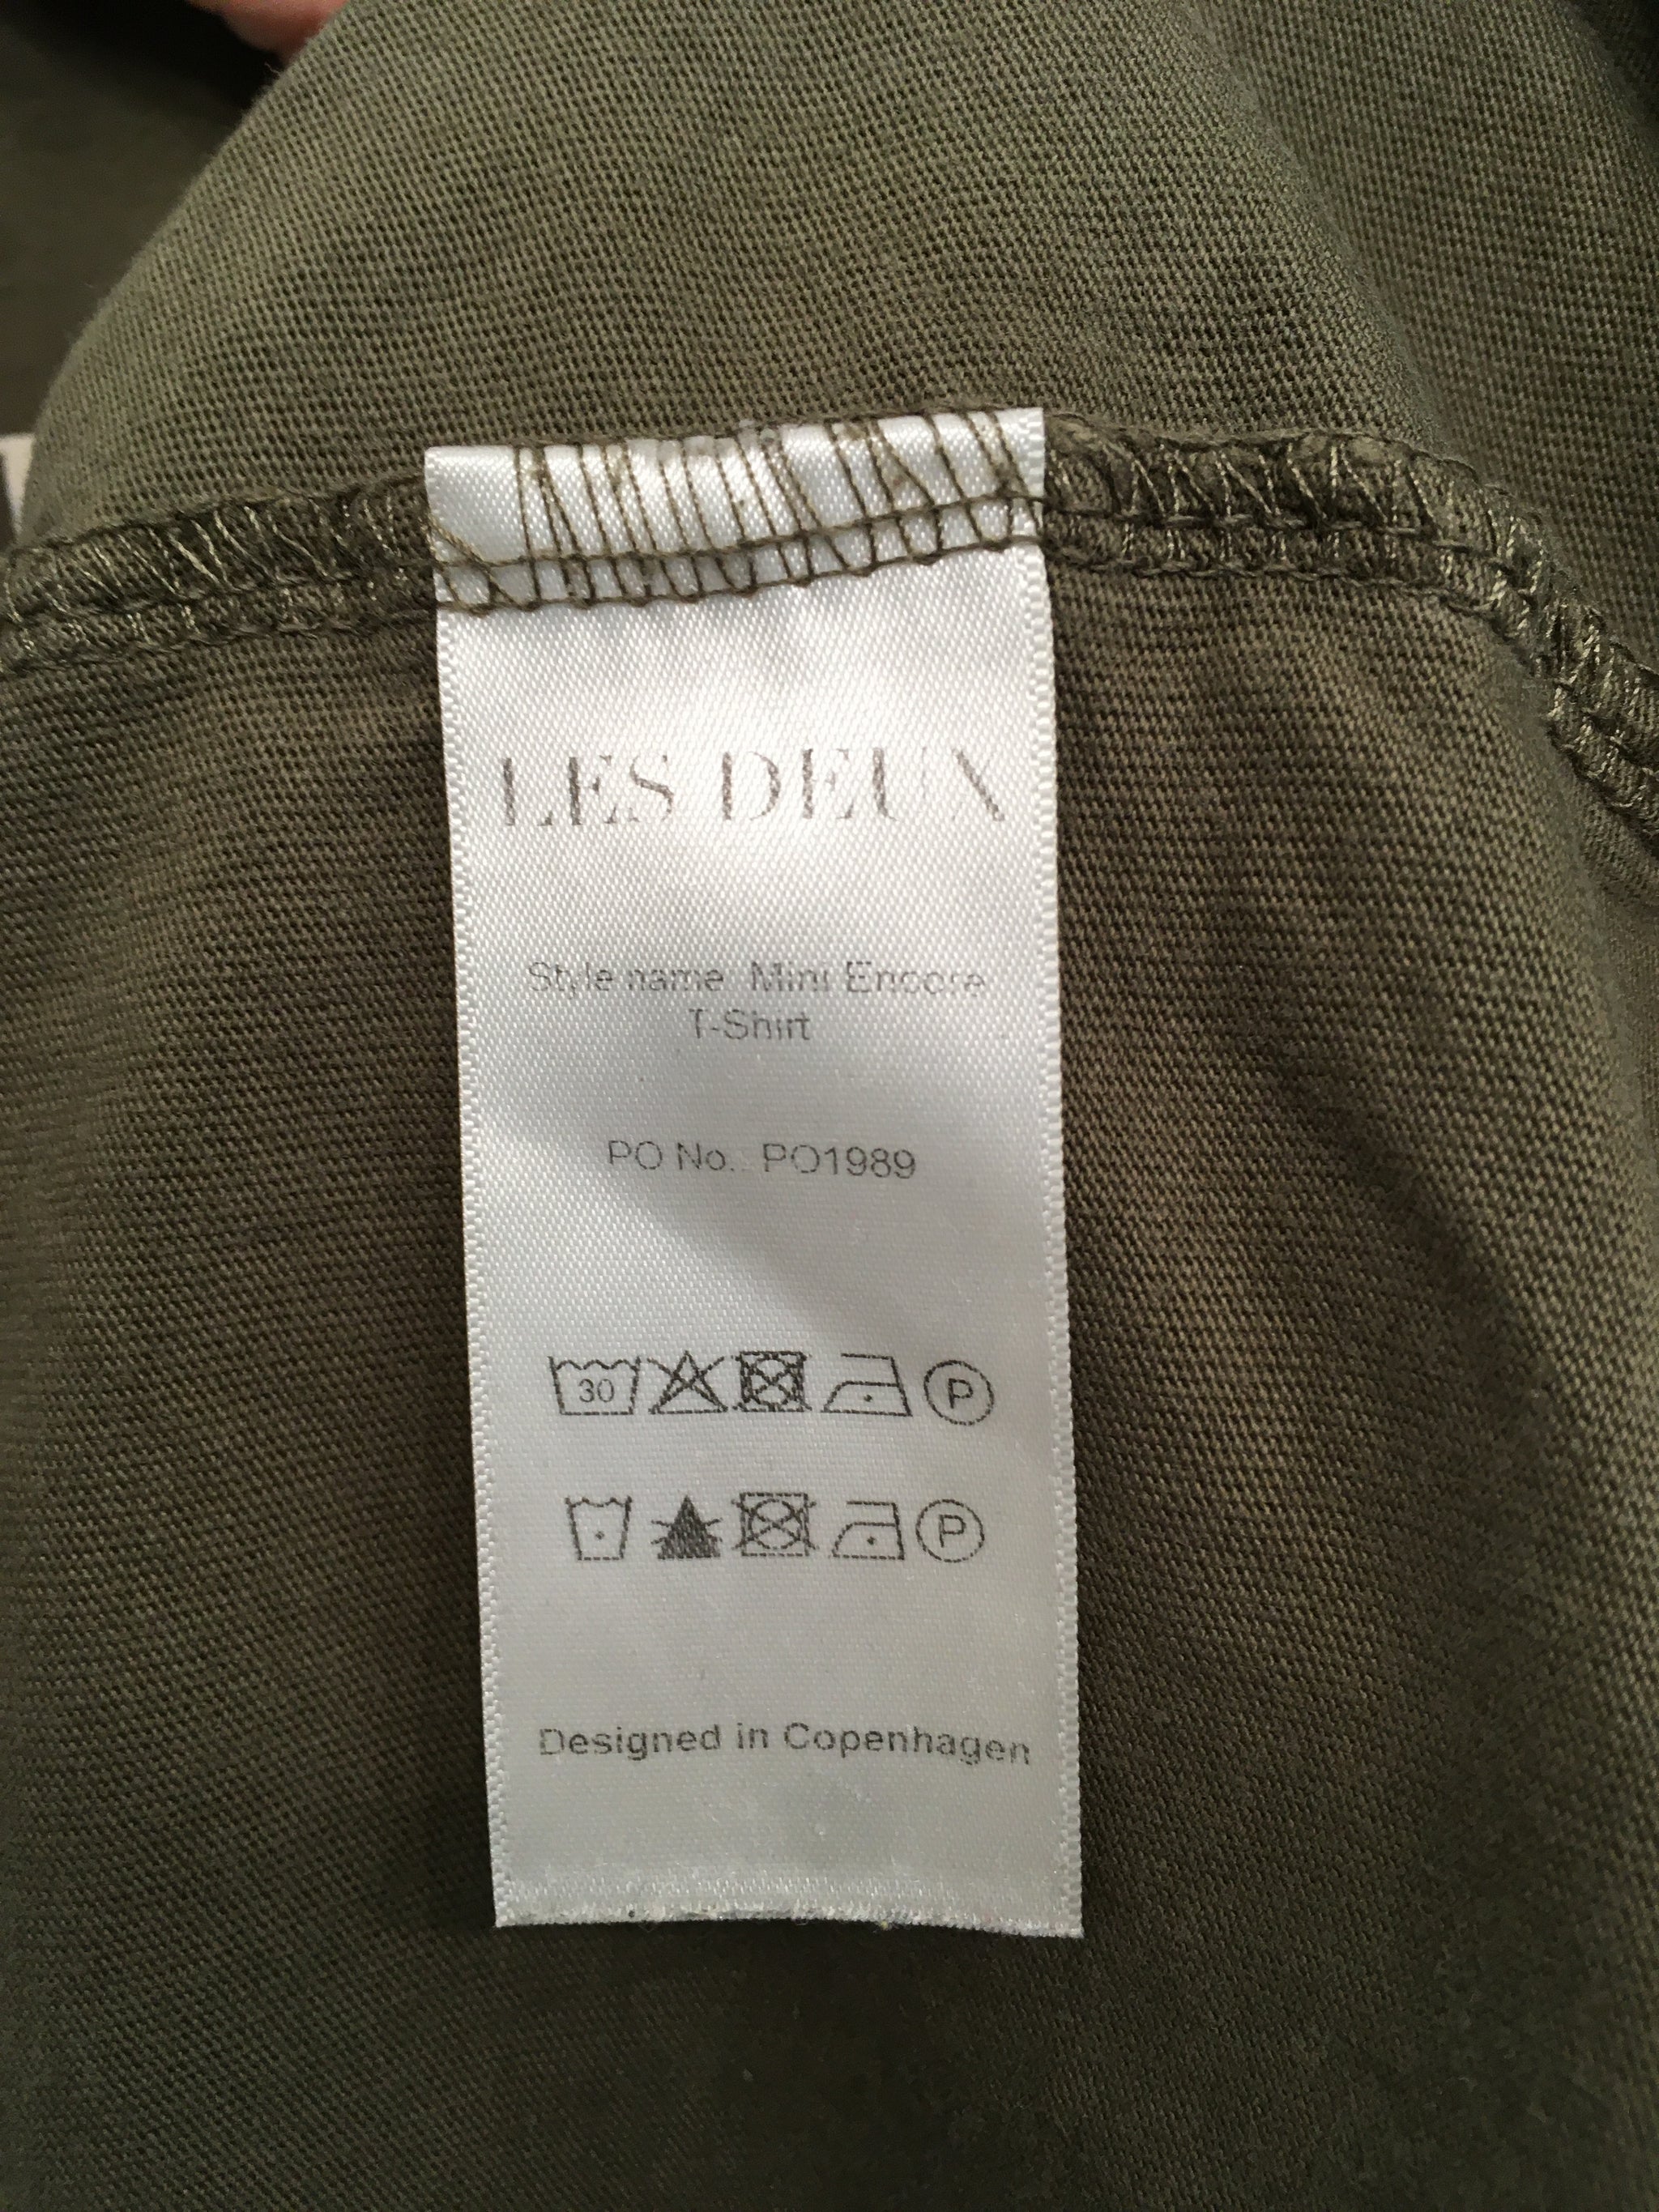 LES DEUX
Style name: Mini Encore
T-Shirt
PO No.: PO1989
30 P
P
Designed in Copenhagen